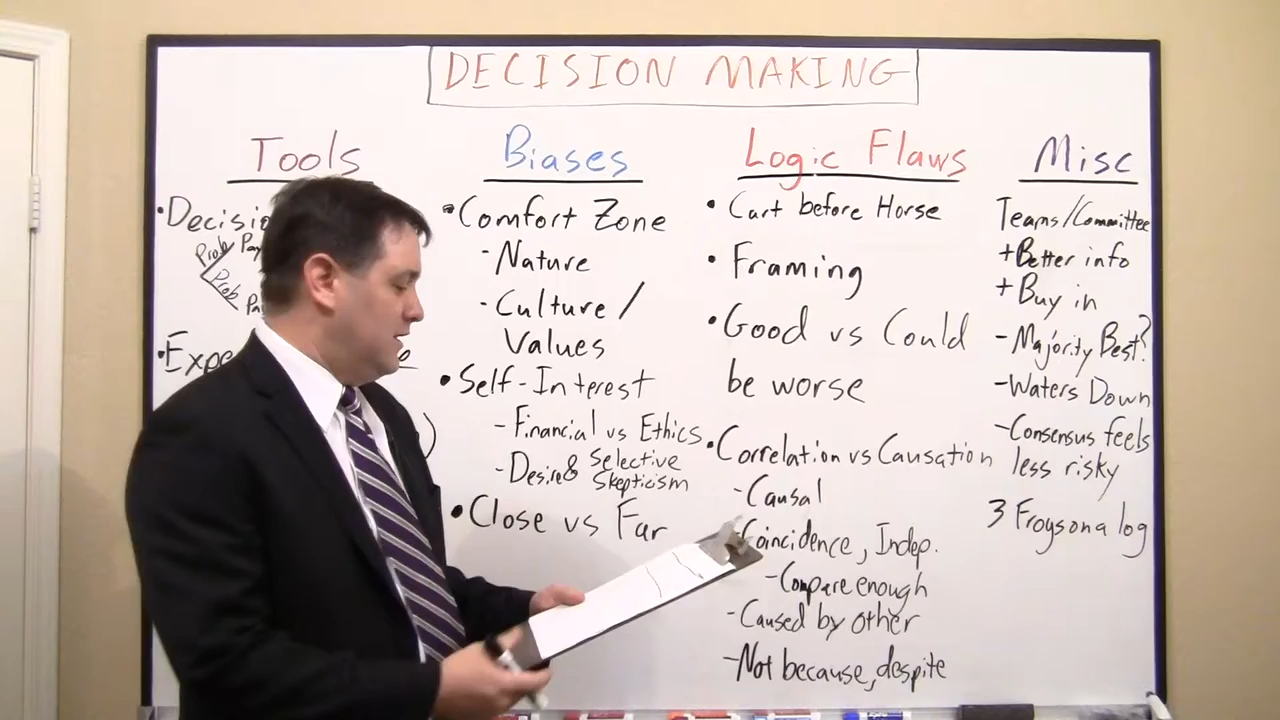 DECISION MAKING
Tools
Prob
Prob
Biases
•Comfort Zone
-Nature
-Culture/
Values
•Self-Interest
-Financial vs Ethics
-Desire & Selective
Skepticism
•Close vs Far
Logic Flaws
•Cart before Horse
•Framing
•Good vs Could
be worse
•Correlation vs Causation
-Causal
-Coincidence, Indep.
-Compare enough
-Caused by other
-Not because, despite
Misc
Teams/Committee
+Better info
+Buy in
-Majority Best?
-Waters Down
-Consensus feels
less risky
3 Frogs on a log